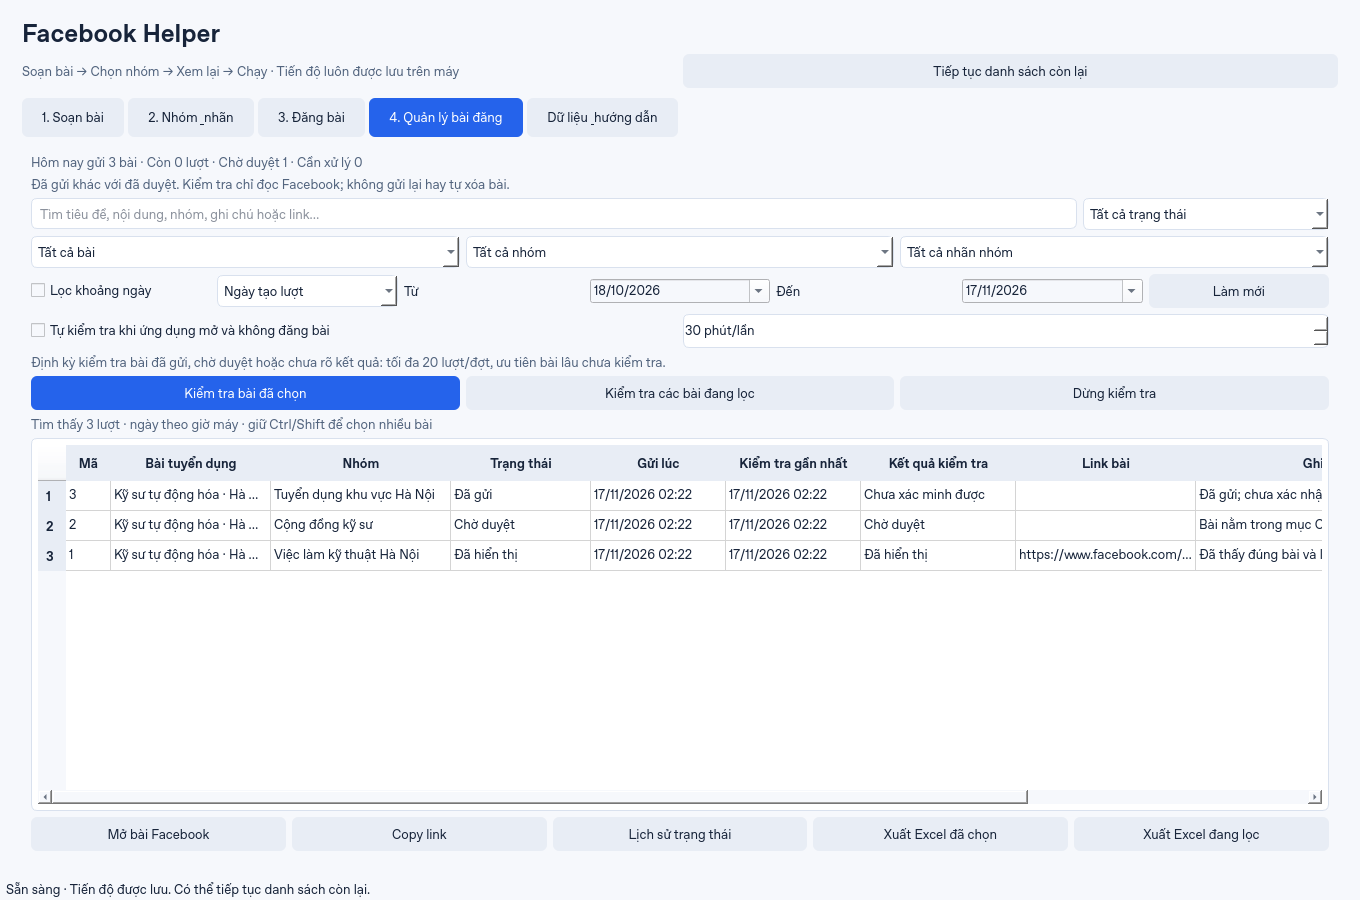 Facebook Helper
Soạn bài → Chọn nhóm → Xem lại → Chạy · Tiến độ luôn được lưu trên máy
Tiếp tục danh sách còn lại
1. Soạn bài
2. Nhóm _nhãn
3. Đăng bài
4. Quản lý bài đăng
Dữ liệu _hướng dẫn
Hôm nay gửi 3 bài · Còn 0 lượt · Chờ duyệt 1 · Cần xử lý 0
Đã gửi khác với đã duyệt. Kiểm tra chỉ đọc Facebook; không gửi lại hay tự xóa bài.
Tìm tiêu đề, nội dung, nhóm, ghi chú hoặc link...
Tất cả trạng thái
Tất cả bài
Tất cả nhóm
Tất cả nhãn nhóm
Lọc khoảng ngày
Ngày tạo lượt
Từ
18/10/2026
Đến
17/11/2026
Làm mới
Tự kiểm tra khi ứng dụng mở và không đăng bài
30 phút/lần
Định kỳ kiểm tra bài đã gửi, chờ duyệt hoặc chưa rõ kết quả: tối đa 20 lượt/đợt, ưu tiên bài lâu chưa kiểm tra.
Kiểm tra bài đã chọn
Kiểm tra các bài đang lọc
Dừng kiểm tra
Tìm thấy 3 lượt · ngày theo giờ máy · giữ Ctrl/Shift để chọn nhiều bài
Mã Bài tuyển dụng Nhóm Trạng thái Gửi lúc Kiểm tra gần nhất Kết quả kiểm tra Link bài Ghi
1 3 Kỹ sư tự động hóa · Hà ... Tuyển dụng khu vực Hà Nội Đã gửi 17/11/2026 02:22 17/11/2026 02:22 Chưa xác minh được Đã gửi; chưa xác nhậ
2 2 Kỹ sư tự động hóa · Hà ... Cộng đồng kỹ sư Chờ duyệt 17/11/2026 02:22 17/11/2026 02:22 Chờ duyệt Bài nằm trong mục
3 1 Kỹ sư tự động hóa · Hà ... Việc làm kỹ thuật Hà Nội Đã hiển thị 17/11/2026 02:22 17/11/2026 02:22 Đã hiển thị https://www.facebook.com/... Đã thấy đúng bài và
Mở bài Facebook
Copy link
Lịch sử trạng thái
Xuất Excel đã chọn
Xuất Excel đang lọc
Sẵn sàng · Tiến độ được lưu. Có thể tiếp tục danh sách còn lại.